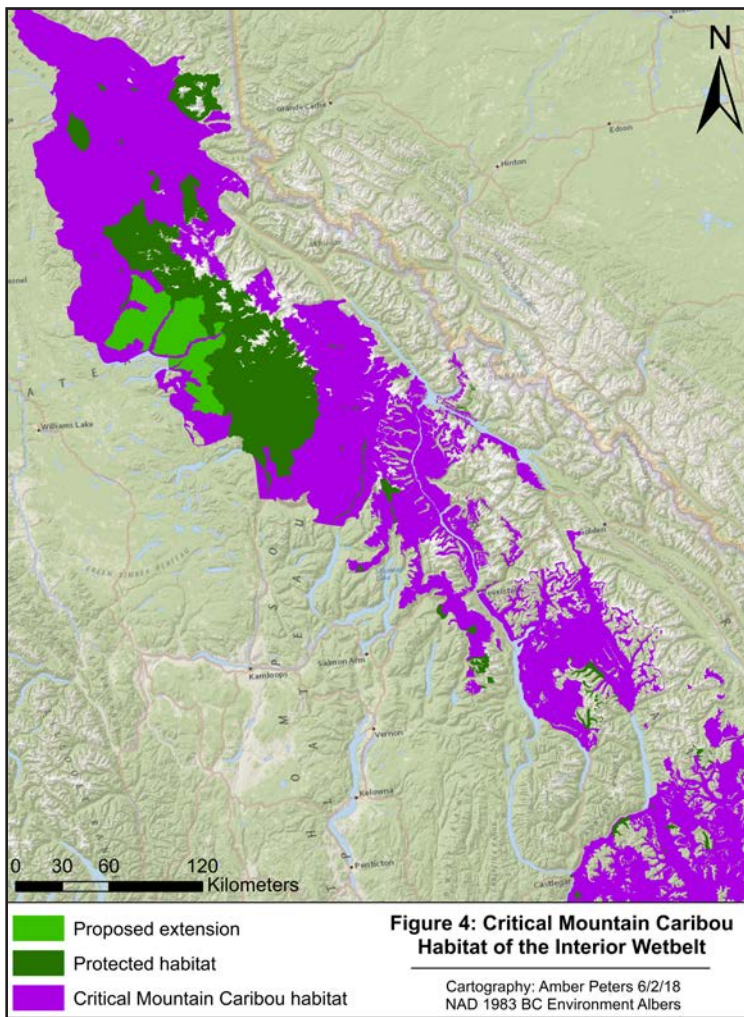 N
Grande Cache
Edson
Hinton
Williams Lake
Kamloops
Salmon Arm
Vernon
Kelowna
Penticton
Castlegar
0 30 60 120
Kilometers
Proposed extension
Protected habitat
Critical Mountain Caribou habitat
Figure 4: Critical Mountain Caribou
Habitat of the Interior Wetbelt
Cartography: Amber Peters 6/2/18
NAD 1983 BC Environment Albers